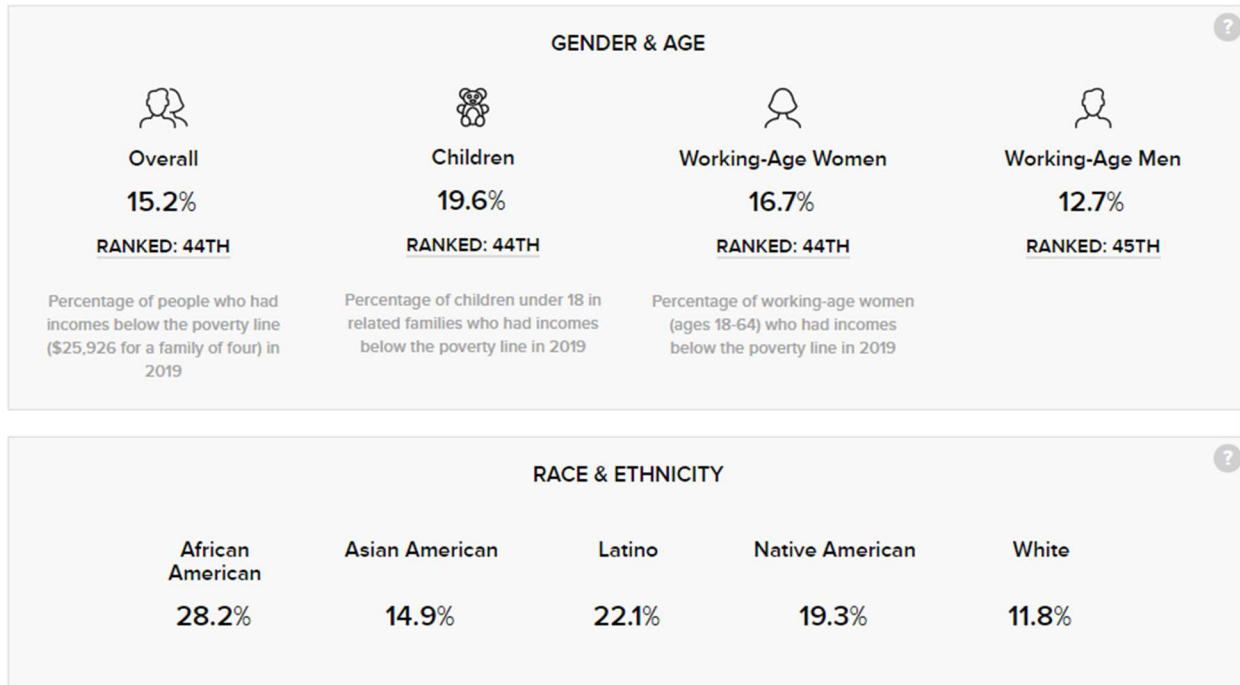 ?
GENDER & AGE
Overall
15.2%
RANKED: 44TH
Percentage of people who had
incomes below the poverty line
($25,926 for a family of four) in
2019
Children
19.6%
RANKED: 44TH
Percentage of children under 18 in
related families who had incomes
below the poverty line in 2019
Working-Age Women
16.7%
RANKED: 44TH
Percentage of working-age women
(ages 18-64) who had incomes
below the poverty line in 2019
Working-Age Men
12.7%
RANKED: 45TH
?
RACE & ETHNICITY
African
American
28.2%
Asian American
14.9%
Latino
22.1%
Native American
19.3%
White
11.8%